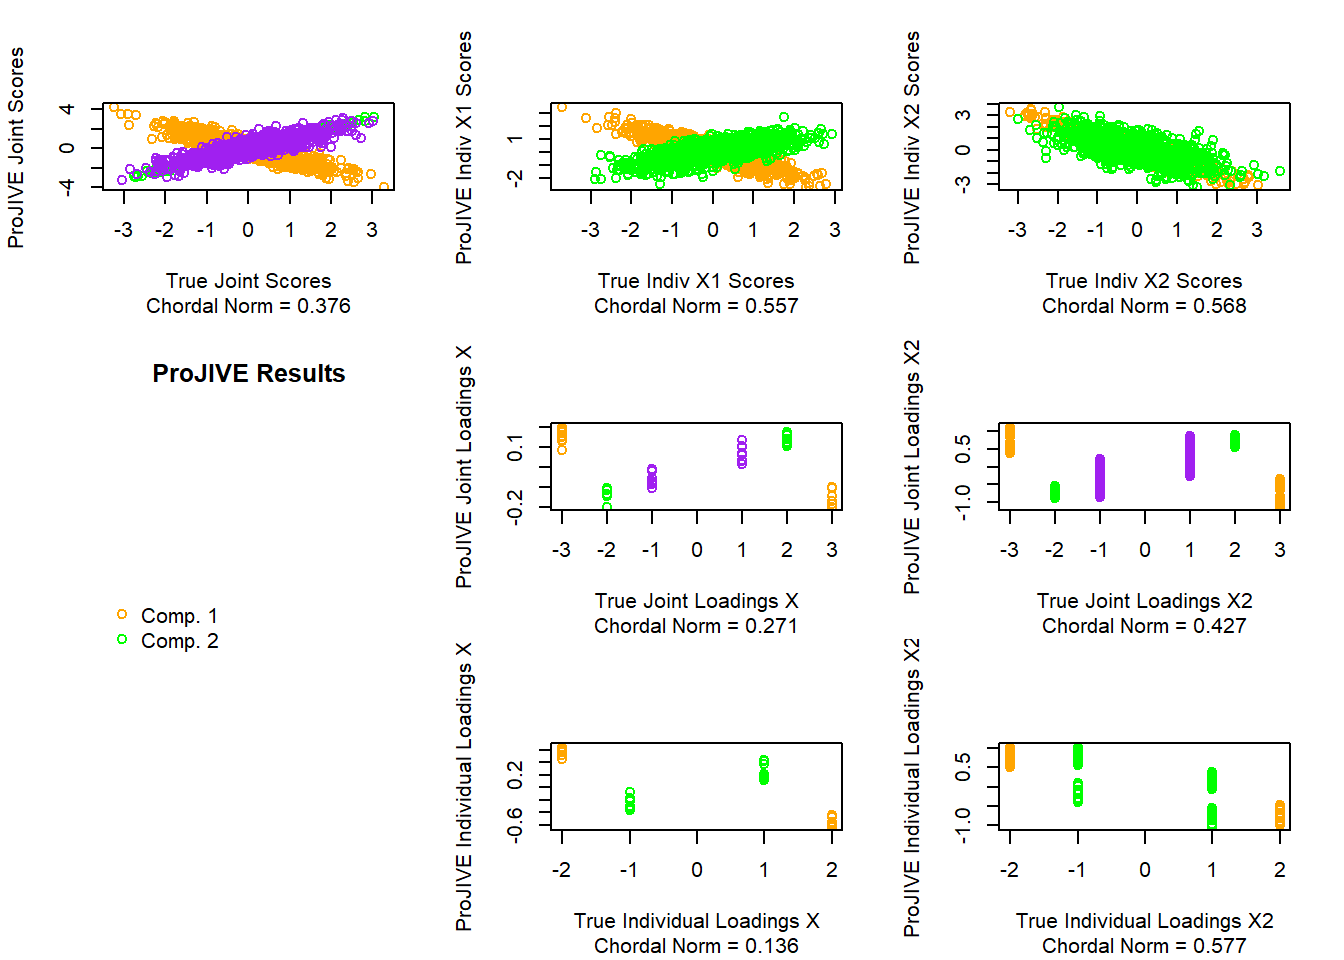 ProJIVE Joint Scores
4
0
-4
-3 -2 -1 0 1 2 3
True Joint Scores
Chordal Norm = 0.376
ProJIVE Indiv X1 Scores
1
-2
-3 -2 -1 0 1 2 3
True Indiv X1 Scores
Chordal Norm = 0.557
ProJIVE Indiv X2 Scores
3
0
-3
-3 -2 -1 0 1 2 3
True Indiv X2 Scores
Chordal Norm = 0.568
ProJIVE Results
Comp. 1
Comp. 2
ProJIVE Joint Loadings X
0.1
-0.2
-3 -2 -1 0 1 2 3
True Joint Loadings X
Chordal Norm = 0.271
ProJIVE Joint Loadings X2
0.5
-1.0
-3 -2 -1 0 1 2 3
True Joint Loadings X2
Chordal Norm = 0.427
ProJIVE Individual Loadings X
0.2
-0.6
-2 -1 0 1 2
True Individual Loadings X
Chordal Norm = 0.136
ProJIVE Individual Loadings X2
0.5
-1.0
-2 -1 0 1 2
True Individual Loadings X2
Chordal Norm = 0.577